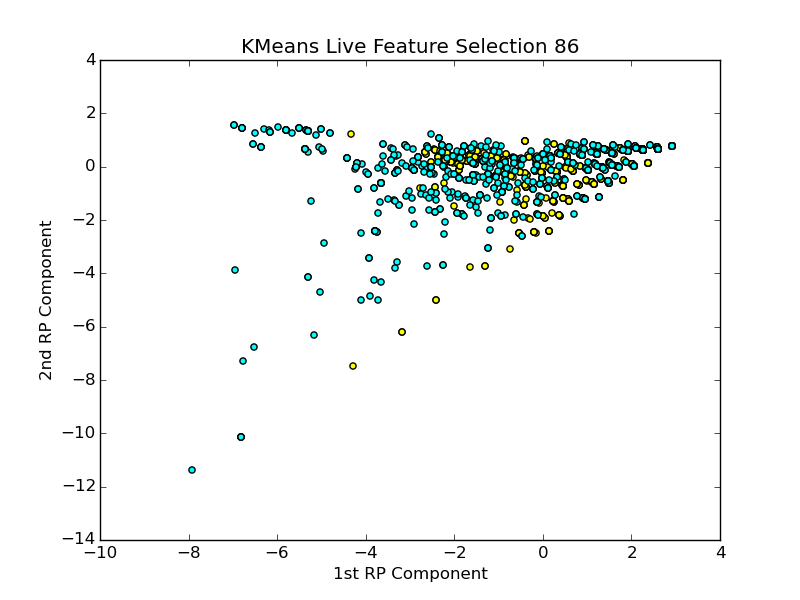 KMeans Live Feature Selection 86
4
2
0
−2
−4
−6
−8
−10
−12
−14
2nd RP Component
−10 −8 −6 −4 −2 0 2 4
1st RP Component